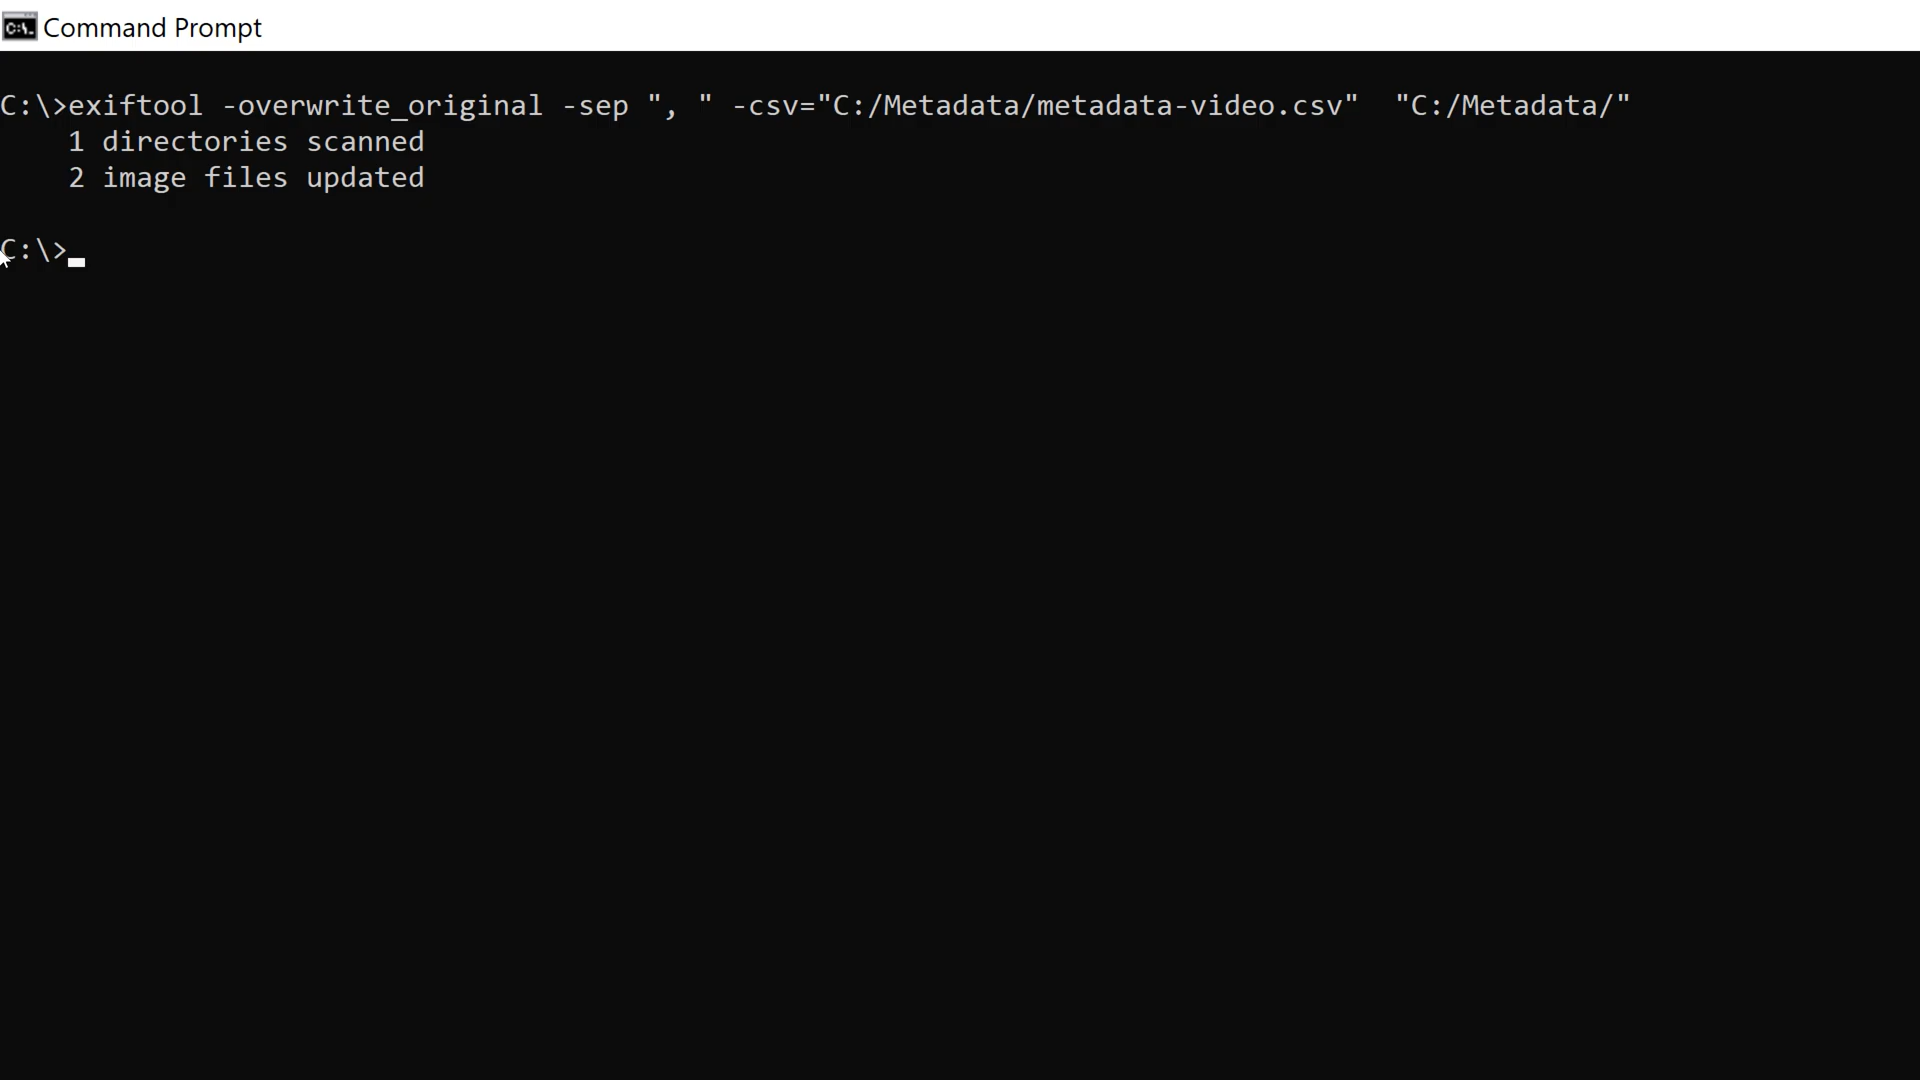 Command Prompt
C:\>exiftool -overwrite_original -sep ", " -csv="C:/Metadata/metadata-video.csv"  "C:/Metadata/"
    1 directories scanned
    2 image files updated
C:\>